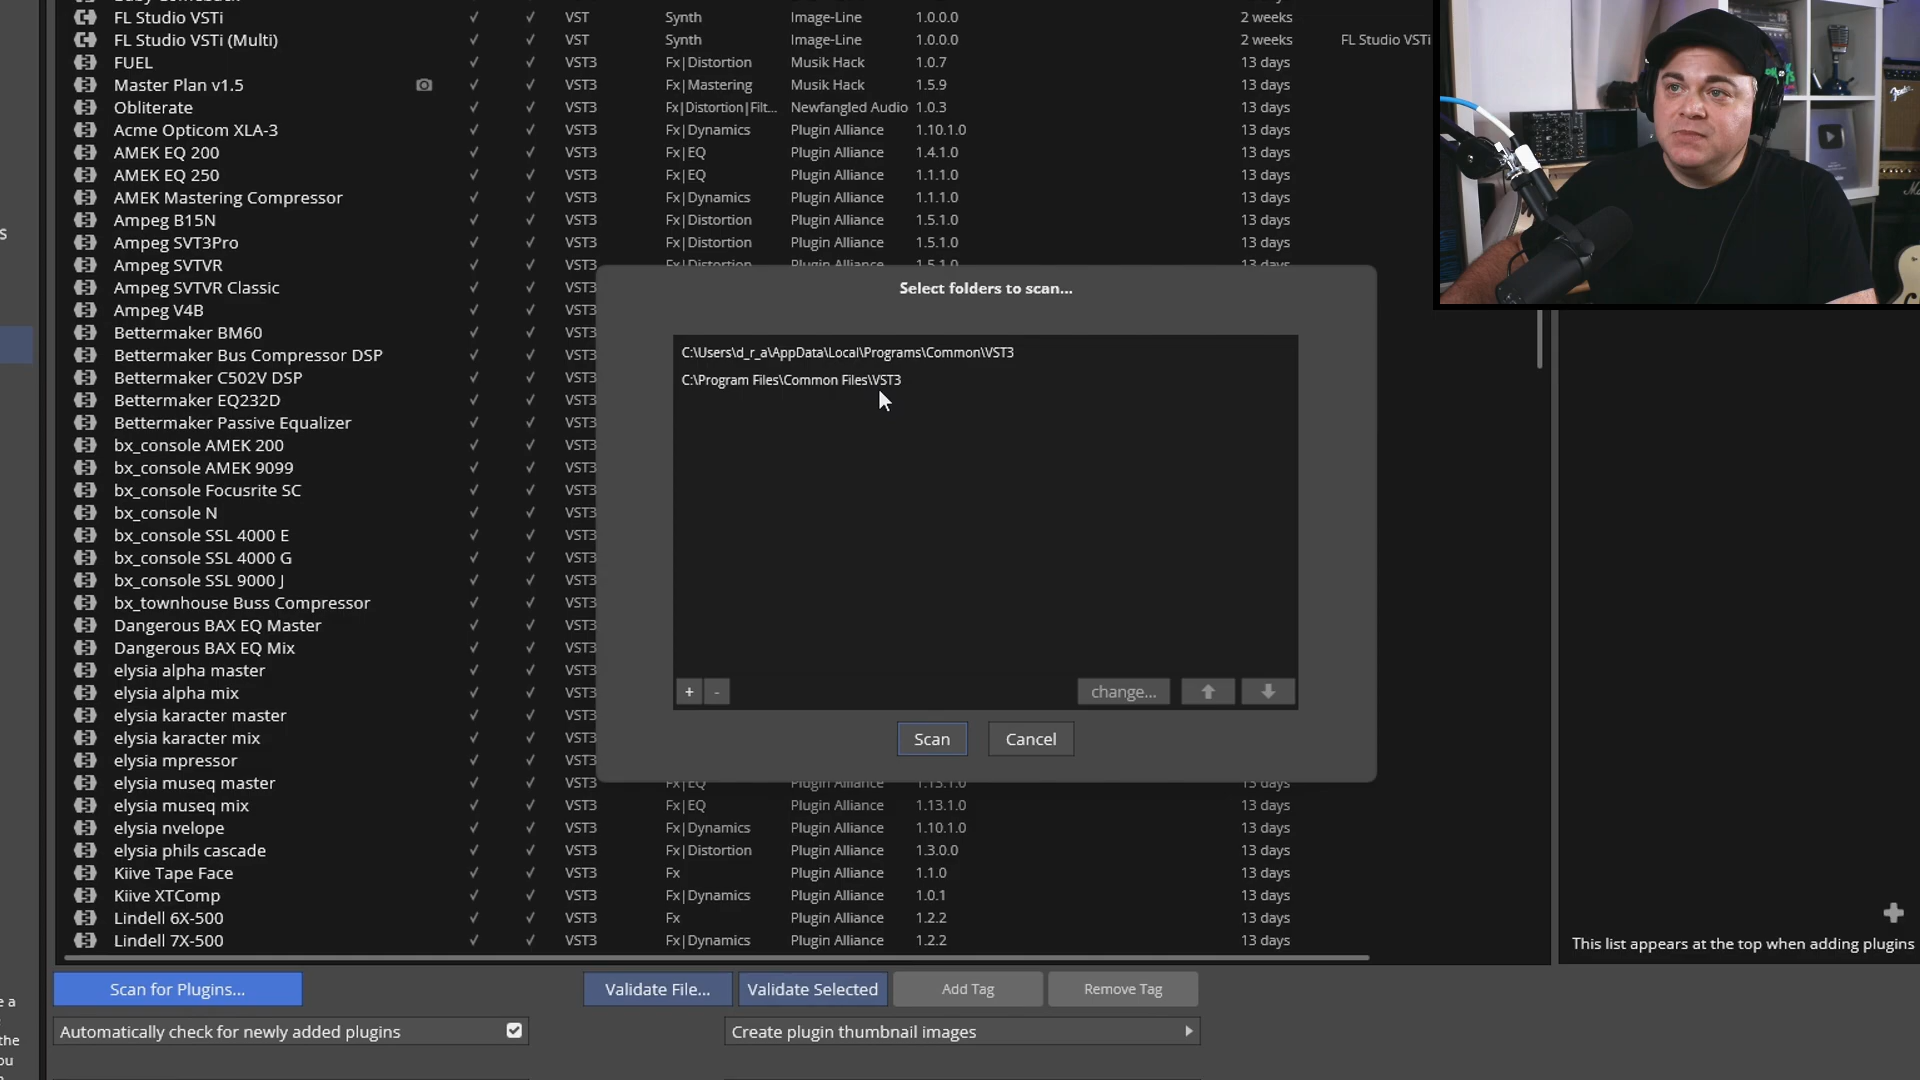 FL Studio VSTi ✓ ✓ VST Synth Image-Line 1.0.0.0 2 weeks
FL Studio VSTi (Multi) ✓ ✓ VST Synth Image-Line 1.0.0.0 2 weeks FL Studio VSTi
FUEL ✓ ✓ VST3 Fx|Distortion Musik Hack 1.0.7 13 days
Master Plan v1.5 ✓ ✓ VST3 Fx|Mastering Musik Hack 1.5.9 13 days
Obliterate ✓ ✓ VST3 Fx|Distortion|Filt... Newfangled Audio 1.0.3 13 days
Acme Opticom XLA-3 ✓ ✓ VST3 Fx|Dynamics Plugin Alliance 1.10.1.0 13 days
AMEK EQ 200 ✓ ✓ VST3 Fx|EQ Plugin Alliance 1.4.1.0 13 days
AMEK EQ 250 ✓ ✓ VST3 Fx|EQ Plugin Alliance 1.1.1.0 13 days
AMEK Mastering Compressor ✓ ✓ VST3 Fx|Dynamics Plugin Alliance 1.1.1.0 13 days
Ampeg B15N ✓ ✓ VST3 Fx|Distortion Plugin Alliance 1.5.1.0 13 days
Ampeg SVT3Pro ✓ ✓ VST3 Fx|Distortion Plugin Alliance 1.5.1.0 13 days
Ampeg SVTVR ✓ ✓ VST3 Fx|Distortion Plugin Alliance 1.5.1.0 13 days
Ampeg SVTVR Classic ✓ ✓ VST3
Ampeg V4B ✓ ✓ VST3
Bettermaker BM60 ✓ ✓ VST3
Bettermaker Bus Compressor DSP ✓ ✓ VST3
Bettermaker C502V DSP ✓ ✓ VST3
Bettermaker EQ232D ✓ ✓ VST3
Bettermaker Passive Equalizer ✓ ✓ VST3
bx_console AMEK 200 ✓ ✓ VST3
bx_console AMEK 9099 ✓ ✓ VST3
bx_console Focusrite SC ✓ ✓ VST3
bx_console N ✓ ✓ VST3
bx_console SSL 4000 E ✓ ✓ VST3
bx_console SSL 4000 G ✓ ✓ VST3
bx_console SSL 9000 J ✓ ✓ VST3
bx_townhouse Buss Compressor ✓ ✓ VST3
Dangerous BAX EQ Master ✓ ✓ VST3
Dangerous BAX EQ Mix ✓ ✓ VST3
elysia alpha master ✓ ✓ VST3
elysia alpha mix ✓ ✓ VST3
elysia karacter master ✓ ✓ VST3
elysia karacter mix ✓ ✓ VST3
elysia mpressor ✓ ✓ VST3
elysia museq master ✓ ✓ VST3 Fx|EQ Plugin Alliance 1.13.1.0 13 days
elysia museq mix ✓ ✓ VST3 Fx|EQ Plugin Alliance 1.13.1.0 13 days
elysia nvelope ✓ ✓ VST3 Fx|Dynamics Plugin Alliance 1.10.1.0 13 days
elysia phils cascade ✓ ✓ VST3 Fx|Distortion Plugin Alliance 1.3.0.0 13 days
Kiive Tape Face ✓ ✓ VST3 Fx Plugin Alliance 1.1.0 13 days
Kiive XTComp ✓ ✓ VST3 Fx|Dynamics Plugin Alliance 1.0.1 13 days
Lindell 6X-500 ✓ ✓ VST3 Fx Plugin Alliance 1.2.2 13 days
Lindell 7X-500 ✓ ✓ VST3 Fx|Dynamics Plugin Alliance 1.2.2 13 days
Select folders to scan...
C:\Users\d_r_a\AppData\Local\Programs\Common\VST3
C:\Program Files\Common Files\VST3
+ - change...
Scan Cancel
This list appears at the top when adding plugins
Scan for Plugins... Validate File... Validate Selected Add Tag Remove Tag
Automatically check for newly added plugins Create plugin thumbnail images